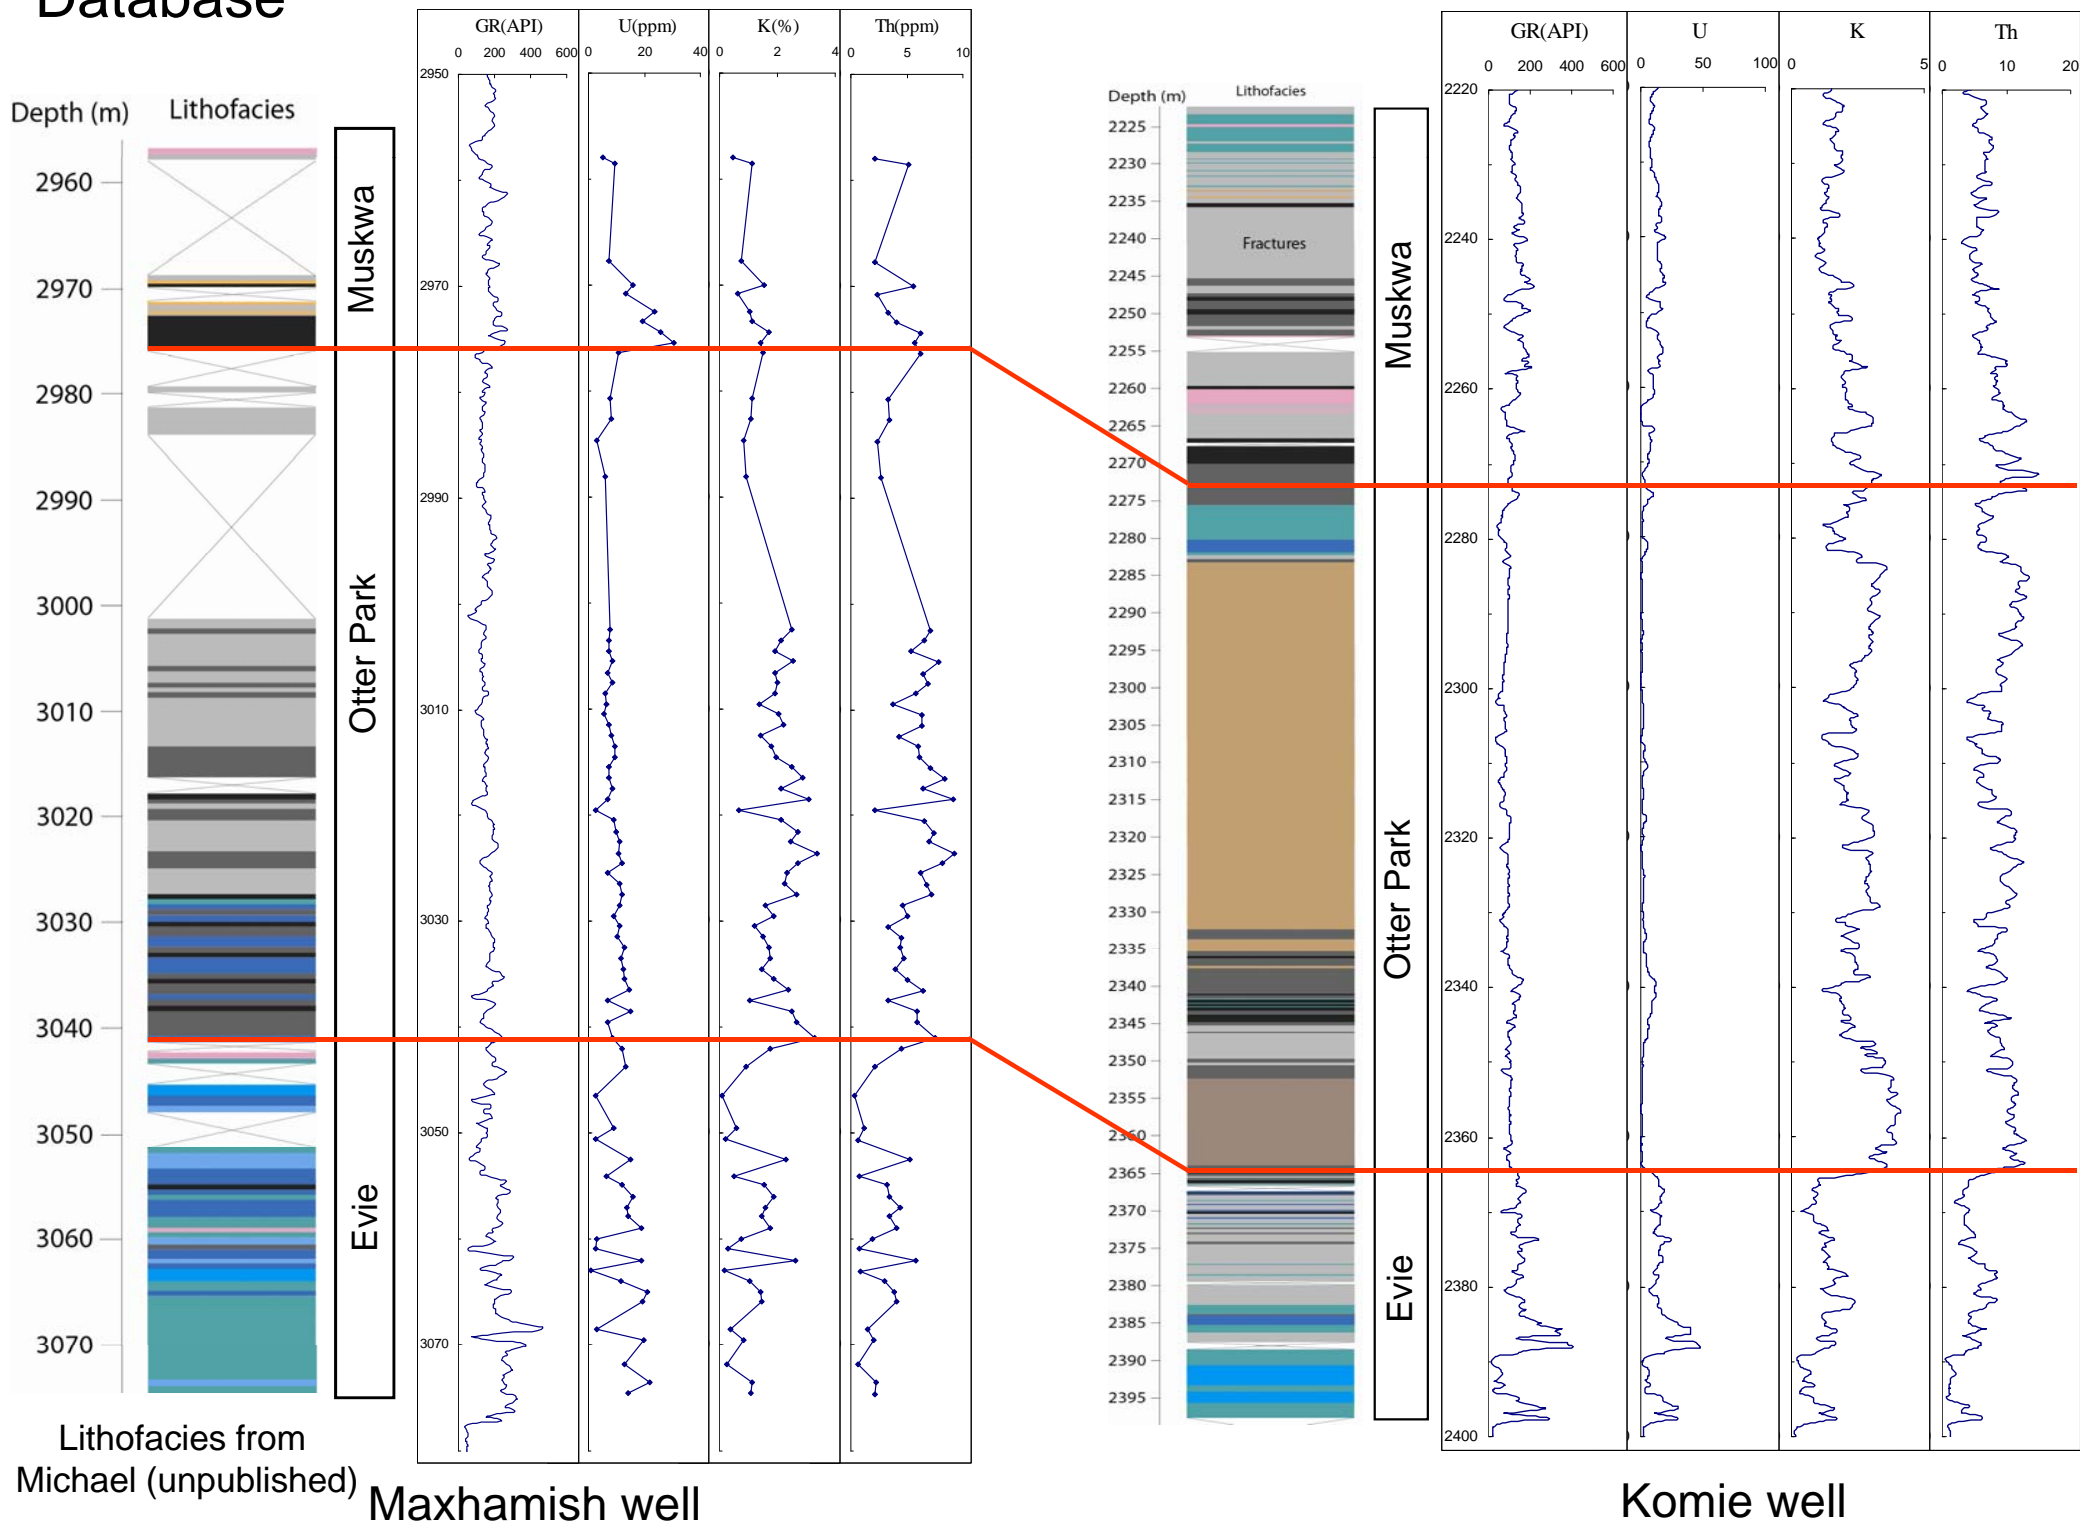 Database
Depth (m)
Lithofacies
2960
2970
2980
2990
3000
3010
3020
3030
3040
3050
3060
3070
Muskwa
Otter Park
Evie
GR(API)
0 200 400 600
U(ppm)
0 20 40
K(%)
0 2 4
Th(ppm)
0 5 10
2950
2970
2990
3010
3030
3050
3070
Lithofacies from
Michael (unpublished)
Maxhamish well
Depth (m)
Lithofacies
2225
2230
2235
2240
2245
2250
2255
2260
2265
2270
2275
2280
2285
2290
2295
2300
2305
2310
2315
2320
2325
2330
2335
2340
2345
2350
2355
2360
2365
2370
2375
2380
2385
2390
2395
Fractures
Muskwa
Otter Park
Evie
GR(API)
0 200 400 600
U
0 50 100
K
0 5
Th
0 10 20
2220
2240
2260
2280
2300
2320
2340
2360
2380
2400
Komie well